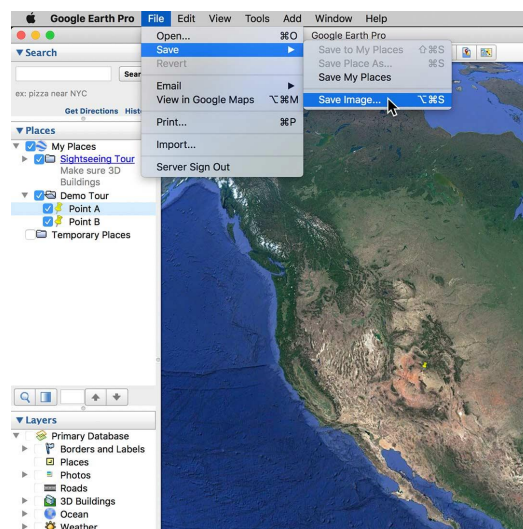 Google Earth Pro File Edit View Tools Add Window Help
Google Earth Pro
Open... ⌘O
Save ▶
Revert
Email ▶
View in Google Maps ⌥⌘M
Print... ⌘P
Import...
Server Sign Out
Save to My Places ⇧⌘S
Save Place As... ⌘S
Save My Places
Save Image... ⌥⌘S
▼ Search
Sear
ex: pizza near NYC
Get Directions Hist
▼ Places
My Places
Sightseeing Tour
Make sure 3D
Buildings
Demo Tour
Point A
Point B
Temporary Places
▼ Layers
Primary Database
Borders and Labels
Places
Photos
Roads
3D Buildings
Ocean
Weather